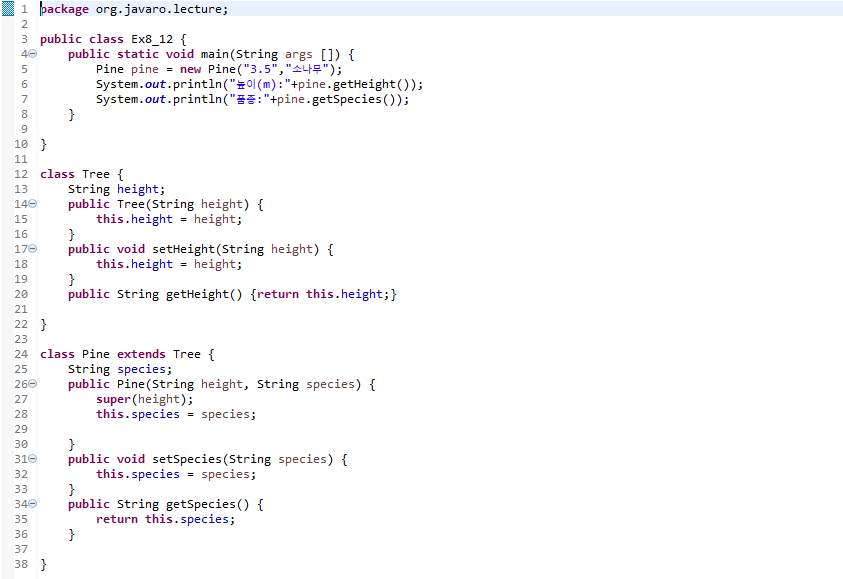 1 package org.javaro.lecture;
2
3 public class Ex8_12 {
4     public static void main(String args []) {
5         Pine pine = new Pine("3.5","소나무");
6         System.out.println("높이(m):"+pine.getHeight());
7         System.out.println("품종:"+pine.getSpecies());
8     }
9
10 }
11
12 class Tree {
13     String height;
14     public Tree(String height) {
15         this.height = height;
16     }
17     public void setHeight(String height) {
18         this.height = height;
19     }
20     public String getHeight() {return this.height;}
21
22 }
23
24 class Pine extends Tree {
25     String species;
26     public Pine(String height, String species) {
27         super(height);
28         this.species = species;
29
30     }
31     public void setSpecies(String species) {
32         this.species = species;
33     }
34     public String getSpecies() {
35         return this.species;
36     }
37
38 }